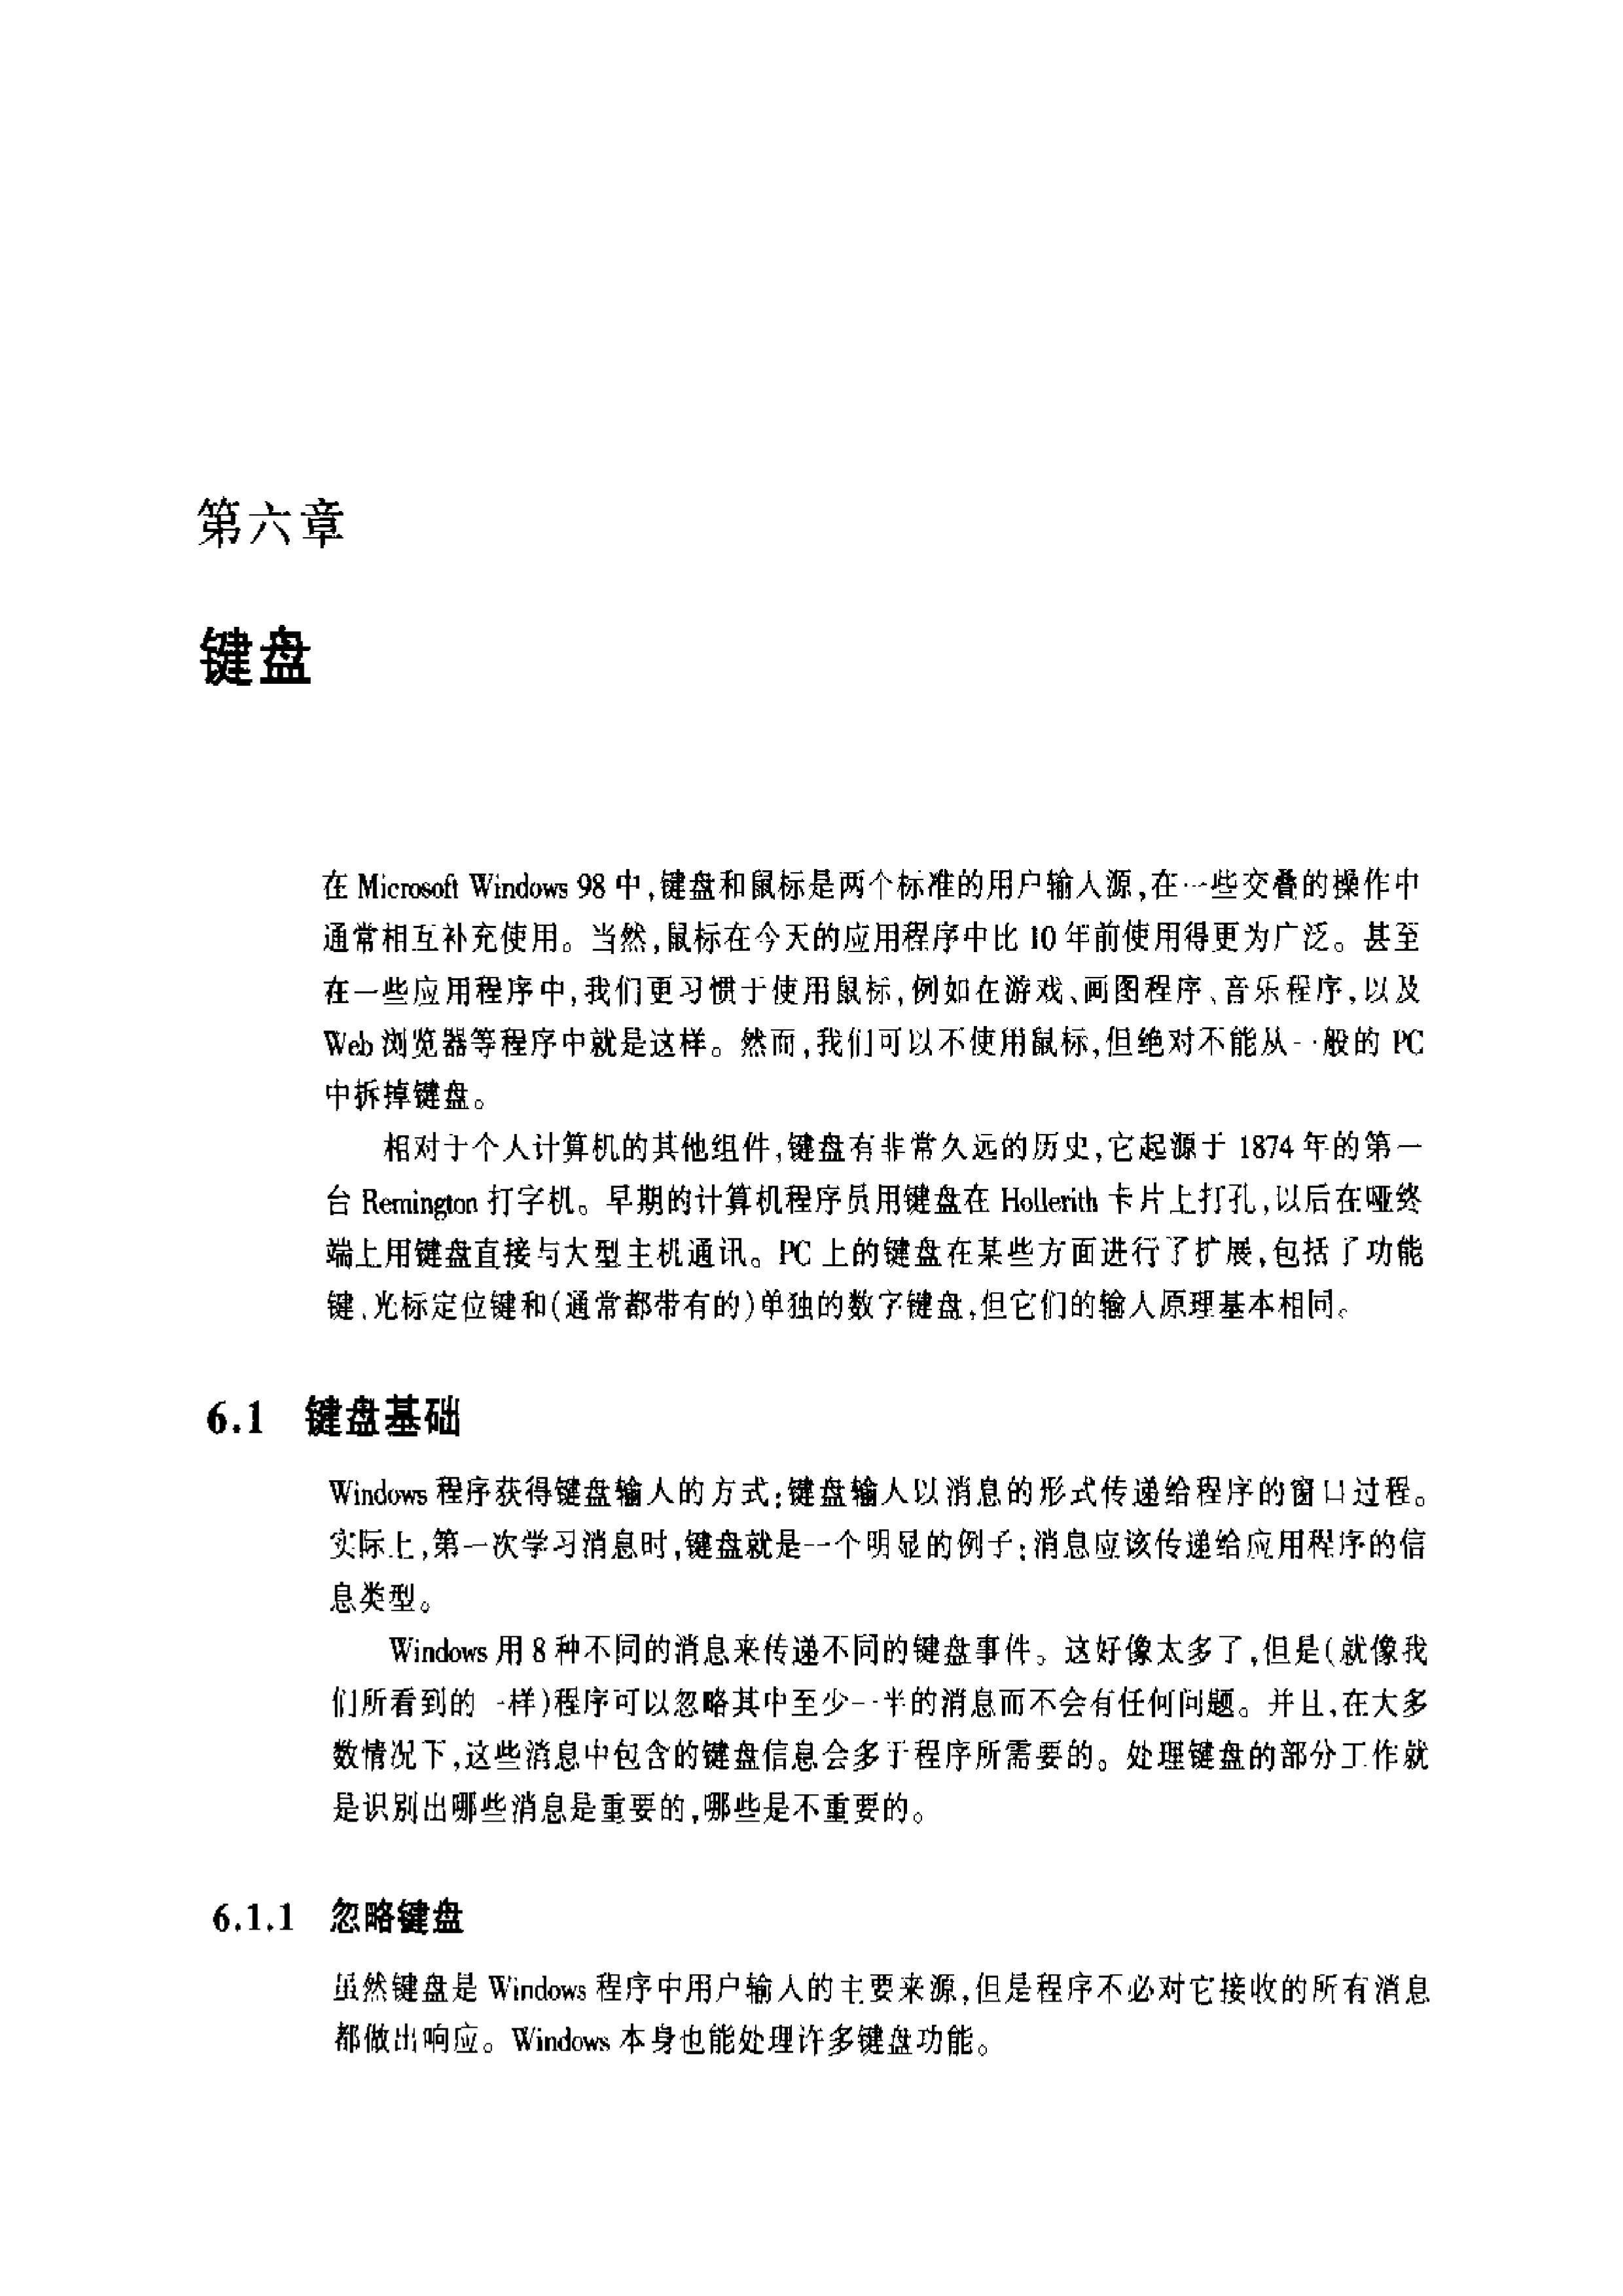 第六章
键盘
在 Microsoft Windows 98 中,键盘和鼠标是两个标准的用户输入源,在一些交叠的操作中
通常相互补充使用。当然,鼠标在今天的应用程序中比 10 年前使用得更为广泛。甚至
在一些应用程序中,我们更习惯于使用鼠标,例如在游戏、画图程序、音乐程序,以及
Web 浏览器等程序中就是这样。然而,我们可以不使用鼠标,但绝对不能从一般的 PC
中拆掉键盘。
相对于个人计算机的其他组件,键盘有非常久远的历史,它起源于 1874 年的第一
台 Remington 打字机。早期的计算机程序员用键盘在 Hollerith 卡片上打孔,以后在哑终
端上用键盘直接与大型主机通讯。PC 上的键盘在某些方面进行了扩展,包括了功能
键、光标定位键和(通常都带有的)单独的数字键盘,但它们的输入原理基本相同。
6.1 键盘基础
Windows 程序获得键盘输入的方式:键盘输入以消息的形式传递给程序的窗口过程。
实际上,第一次学习消息时,键盘就是一个明显的例子:消息应该传递给应用程序的信
息类型。
Windows 用 8 种不同的消息来传递不同的键盘事件。这好像太多了,但是(就像我
们所看到的一样)程序可以忽略其中至少一半的消息而不会有任何问题。并且,在大多
数情况下,这些消息中包含的键盘信息会多于程序所需要的。处理键盘的部分工作就
是识别出哪些消息是重要的,哪些是不重要的。
6.1.1 忽略键盘
虽然键盘是 Windows 程序中用户输入的主要来源,但是程序不必对它接收的所有消息
都做出响应。Windows 本身也能处理许多键盘功能。